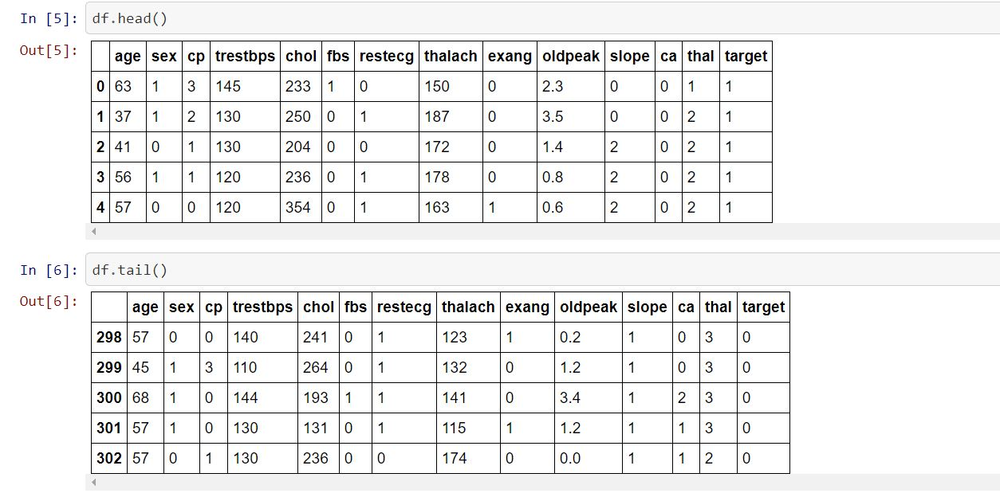 In [5]: df.head()
Out[5]:
age sex cp trestbps chol fbs restecg thalach exang oldpeak slope ca thal target
0 63 1 3 145 233 1 0 150 0 2.3 0 0 1 1
1 37 1 2 130 250 0 1 187 0 3.5 0 0 2 1
2 41 0 1 130 204 0 0 172 0 1.4 2 0 2 1
3 56 1 1 120 236 0 1 178 0 0.8 2 0 2 1
4 57 0 0 120 354 0 1 163 1 0.6 2 0 2 1
In [6]: df.tail()
Out[6]:
age sex cp trestbps chol fbs restecg thalach exang oldpeak slope ca thal target
298 57 0 0 140 241 0 1 123 1 0.2 1 0 3 0
299 45 1 3 110 264 0 1 132 0 1.2 1 0 3 0
300 68 1 0 144 193 1 1 141 0 3.4 1 2 3 0
301 57 1 0 130 131 0 1 115 1 1.2 1 1 3 0
302 57 0 1 130 236 0 0 174 0 0.0 1 1 2 0